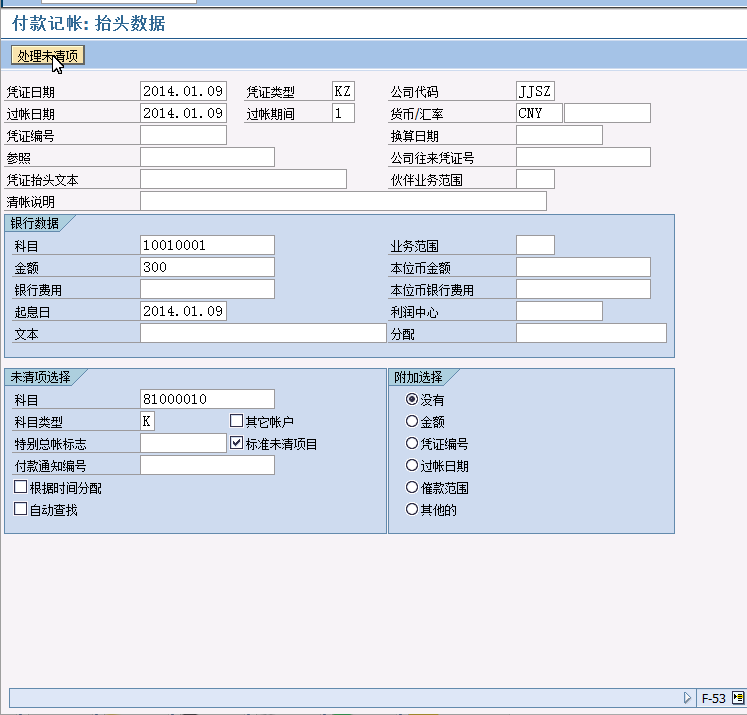 付款记帐: 抬头数据
处理未清项
凭证日期 2014.01.09 凭证类型 KZ 公司代码 JJSZ
过帐日期 2014.01.09 过帐期间 1 货币/汇率 CNY
凭证编号 换算日期
参照 公司往来凭证号
凭证抬头文本 伙伴业务范围
清帐说明
银行数据
科目 10010001 业务范围
金额 300 本位币金额
银行费用 本位币银行费用
起息日 2014.01.09 利润中心
文本 分配
未清项选择 附加选择
科目 81000010 没有
科目类型 K 其它帐户 金额
特别总帐标志 标准未清项目 凭证编号
付款通知编号 过帐日期
根据时间分配 催款范围
自动查找 其他的
F-53